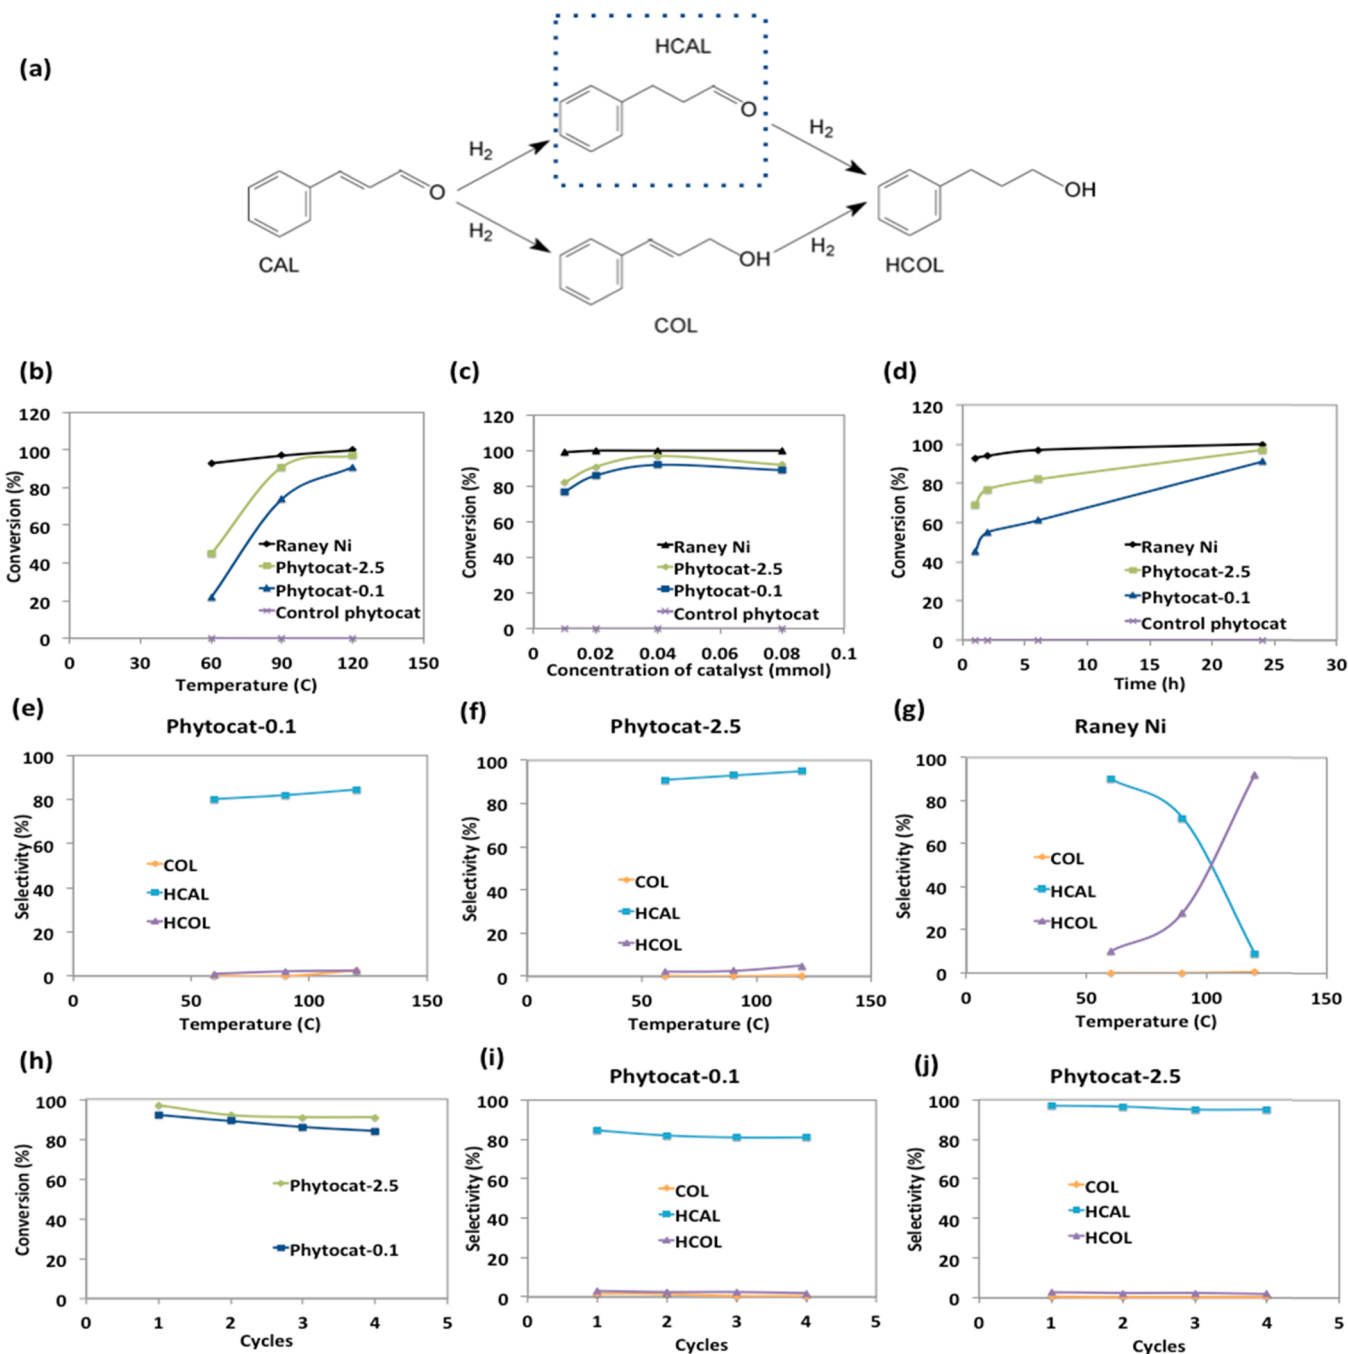 (a)
HCAL
O
H2
H2
O
OH
H2
H2
CAL
OH
HCOL
COL
(b)
120
100
80
60
40
20
0
Conversion (%)
Raney Ni
Phytocat-2.5
Phytocat-0.1
Control phytocat
0 30 60 90 120 150
Temperature (C)
(c)
120
100
80
60
40
20
0
Conversion (%)
Raney Ni
Phytocat-2.5
Phytocat-0.1
Control phytocat
0 0.02 0.04 0.06 0.08 0.1
Concentration of catalyst (mmol)
(d)
120
100
80
60
40
20
0
Conversion (%)
Raney Ni
Phytocat-2.5
Phytocat-0.1
Control phytocat
0 5 10 15 20 25 30
Time (h)
(e)
Phytocat-0.1
100
80
60
40
20
0
Selectivity (%)
COL
HCAL
HCOL
0 50 100 150
Temperature (C)
(f)
Phytocat-2.5
100
80
60
40
20
0
Selectivity (%)
COL
HCAL
HCOL
0 50 100 150
Temperature (C)
(g)
Raney Ni
100
80
60
40
20
0
Selectivity (%)
COL
HCAL
HCOL
0 50 100 150
Temperature (C)
(h)
100
80
60
40
20
0
Conversion (%)
Phytocat-2.5
Phytocat-0.1
0 1 2 3 4 5
Cycles
(i)
Phytocat-0.1
100
80
60
40
20
0
Selectivity (%)
COL
HCAL
HCOL
0 1 2 3 4 5
Cycles
(j)
Phytocat-2.5
100
80
60
40
20
0
Selectivity (%)
COL
HCAL
HCOL
0 1 2 3 4 5
Cycles